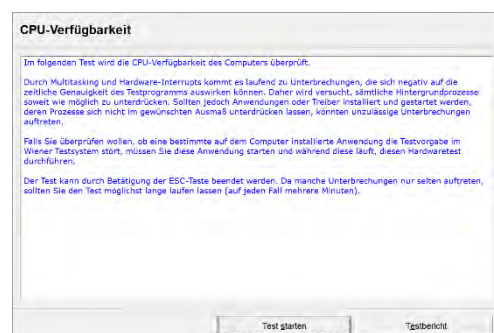 CPU-Verfügbarkeit
Im folgenden Test wird die CPU-Verfügbarkeit des Computers überprüft.
Durch Multitasking und Hardware-Interrupts kommt es laufend zu Unterbrechungen, die sich negativ auf die
zeitliche Genauigkeit des Testprogramms auswirken können. Daher wird versucht, sämtliche Hintergrundprozesse
soweit wie möglich zu unterdrücken. Sollten jedoch Anwendungen oder Treiber installiert und gestartet werden,
deren Prozesse sich nicht im gewünschten Ausmaß unterdrücken lassen, könnten unzulässige Unterbrechungen
auftreten.
Falls Sie überprüfen wollen, ob eine bestimmte auf dem Computer installierte Anwendung die Testvorgabe im
Wiener Testsystem stört, müssen Sie diese Anwendung starten und während diese läuft, diesen Hardwaretest
durchführen.
Der Test kann durch Betätigung der ESC-Taste beendet werden. Da manche Unterbrechungen nur selten auftreten,
sollten Sie den Test möglichst lange laufen lassen (auf jeden Fall mehrere Minuten).
Test starten
Testbericht